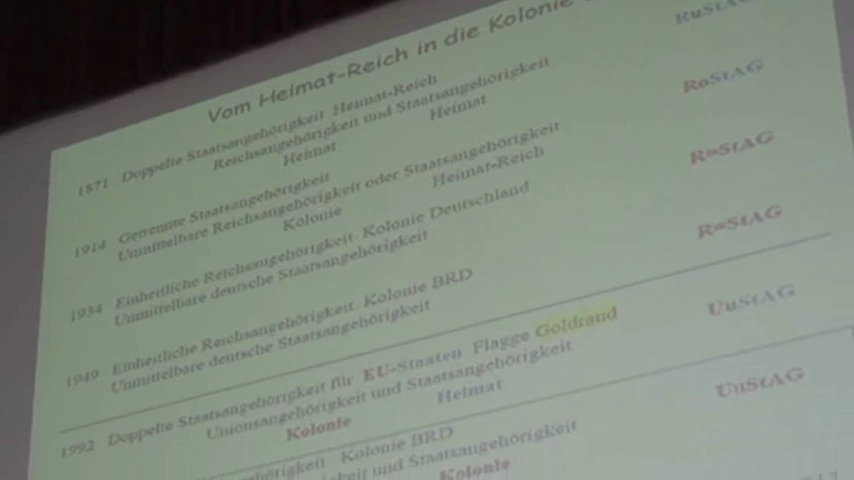 Vom Heimat-Reich in die Kolonie
RuStAG
1871 Doppelte Staatsangehörigkeit Heimat-Reich
Reichsangehörigkeit und Staatsangehörigkeit
Heimat Heimat
RoStAG
1914 Getrennte Staatsangehörigkeit
Unmittelbare Reichsangehörigkeit oder Staatsangehörigkeit
Kolonie Heimat-Reich
R=StAG
1934 Einheitliche Reichsangehörigkeit Kolonie Deutschland
Unmittelbare deutsche Staatsangehörigkeit
R=StAG
1949 Einheitliche Reichsangehörigkeit Kolonie BRD
Unmittelbare deutsche Staatsangehörigkeit
1992 Doppelte Staatsangehörigkeit für EU-Staaten Flagge Goldrand
UuStAG
Unionsangehörigkeit und Staatsangehörigkeit
Kolonie Heimat
Kolonie BRD
UuStAG
und Staatsangehörigkeit
Kolonie